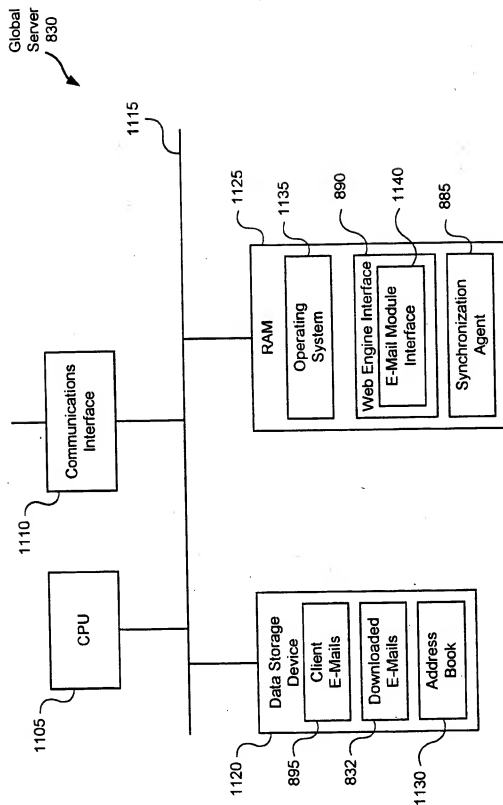 Global
Server
830
1115
1110
Communications
Interface
1105
CPU
1125
RAM
1135
Operating
System
890
Web Engine Interface
1140
E-Mail Module
Interface
885
Synchronization
Agent
1120
Data Storage
Device
895
Client
E-Mails
832
Downloaded
E-Mails
1130
Address
Book